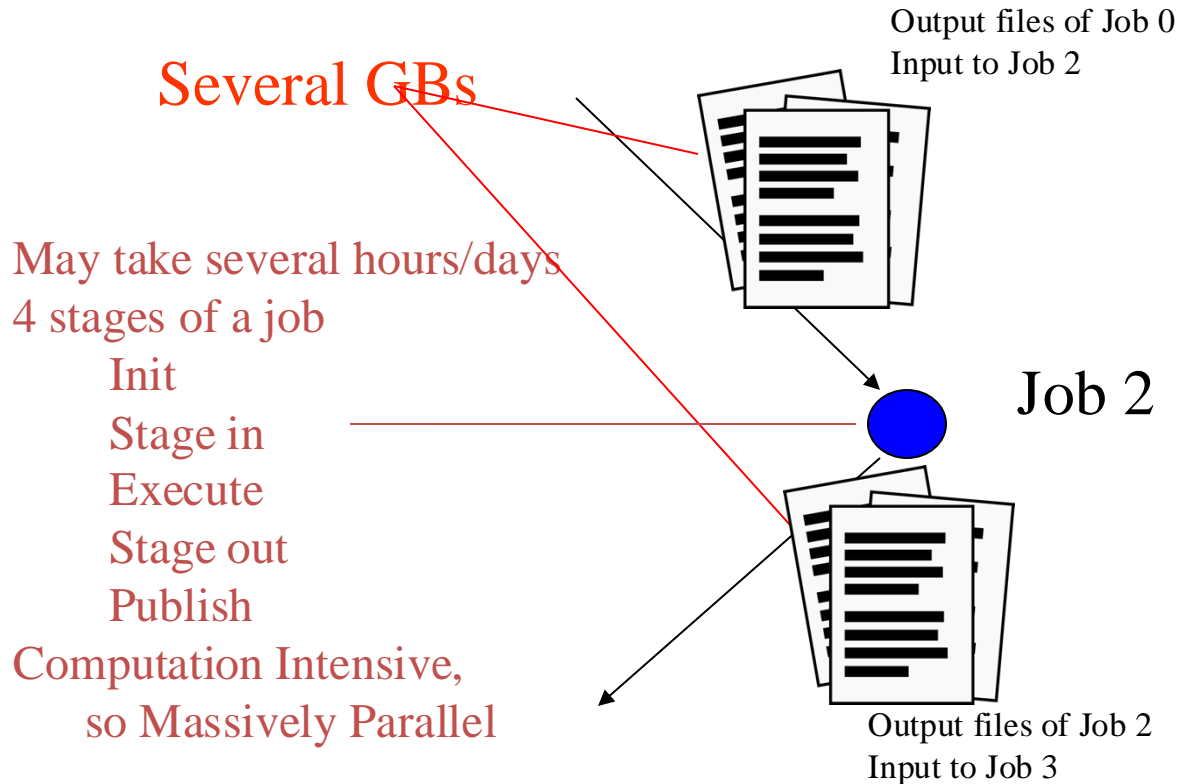 Output files of Job 0
Input to Job 2
Several GBs
May take several hours/days
4 stages of a job
Init
Stage in
Execute
Stage out
Publish
Computation Intensive,
so Massively Parallel
Job 2
Output files of Job 2
Input to Job 3